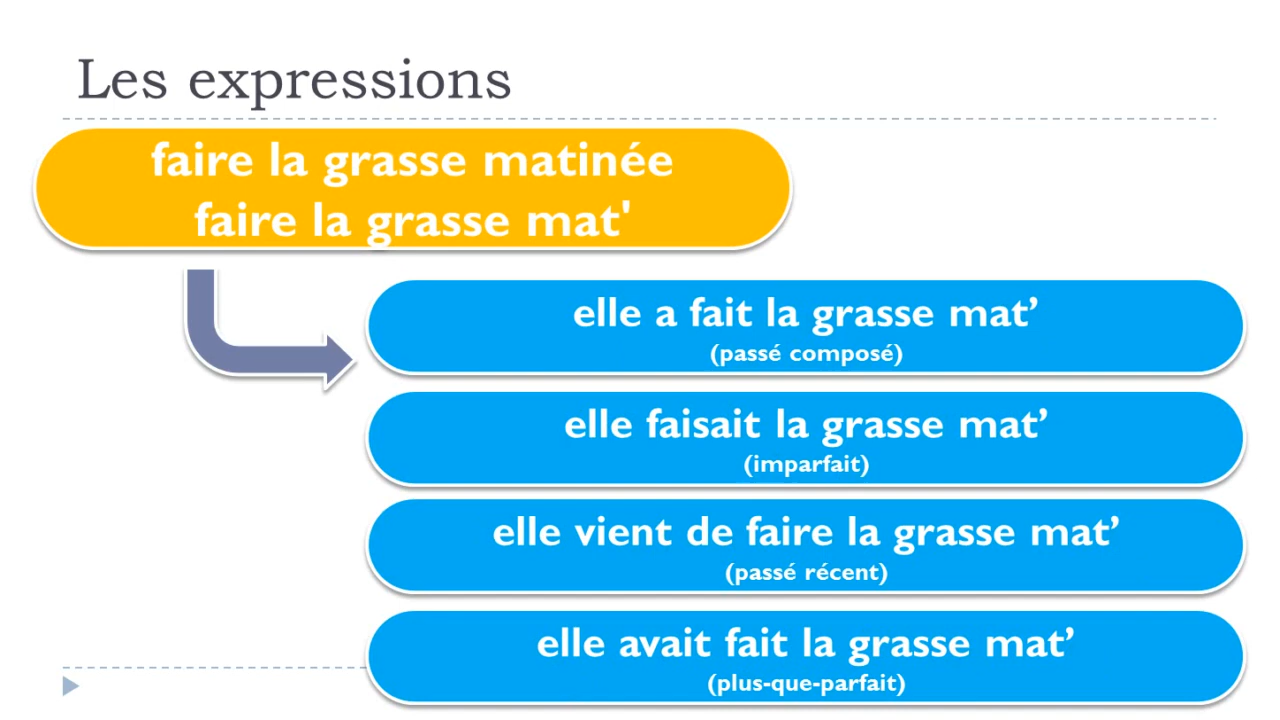 Les expressions
faire la grasse matinée
faire la grasse mat'
elle a fait la grasse mat’
(passé composé)
elle faisait la grasse mat’
(imparfait)
elle vient de faire la grasse mat’
(passé récent)
elle avait fait la grasse mat’
(plus-que-parfait)